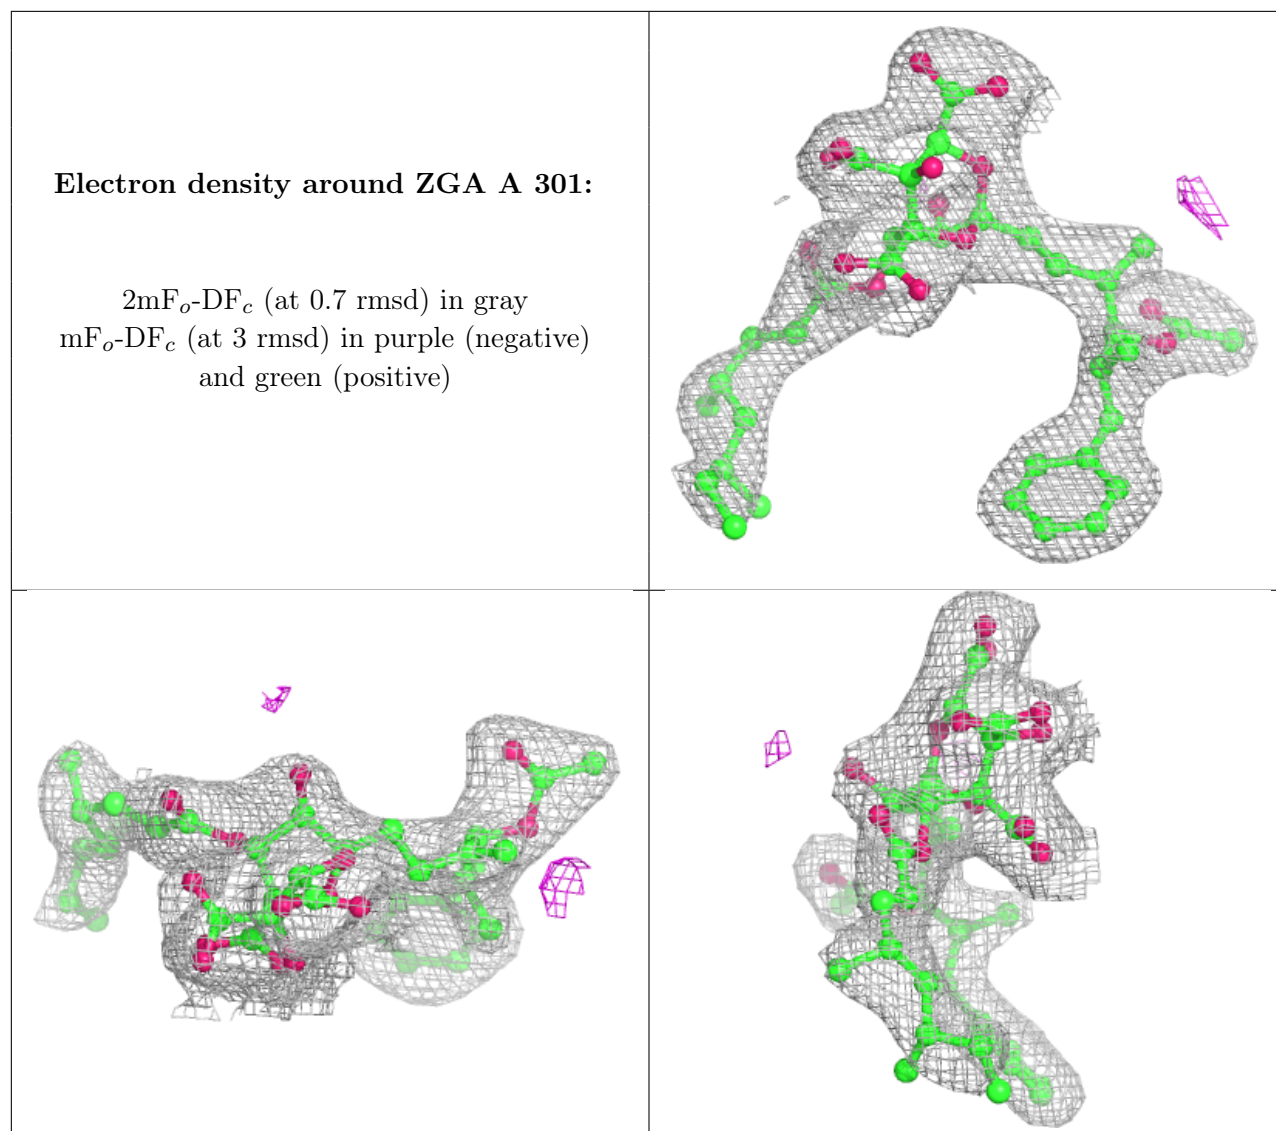 Electron density around ZGA A 301:
2mFo-DFc (at 0.7 rmsd) in gray
mFo-DFc (at 3 rmsd) in purple (negative)
and green (positive)